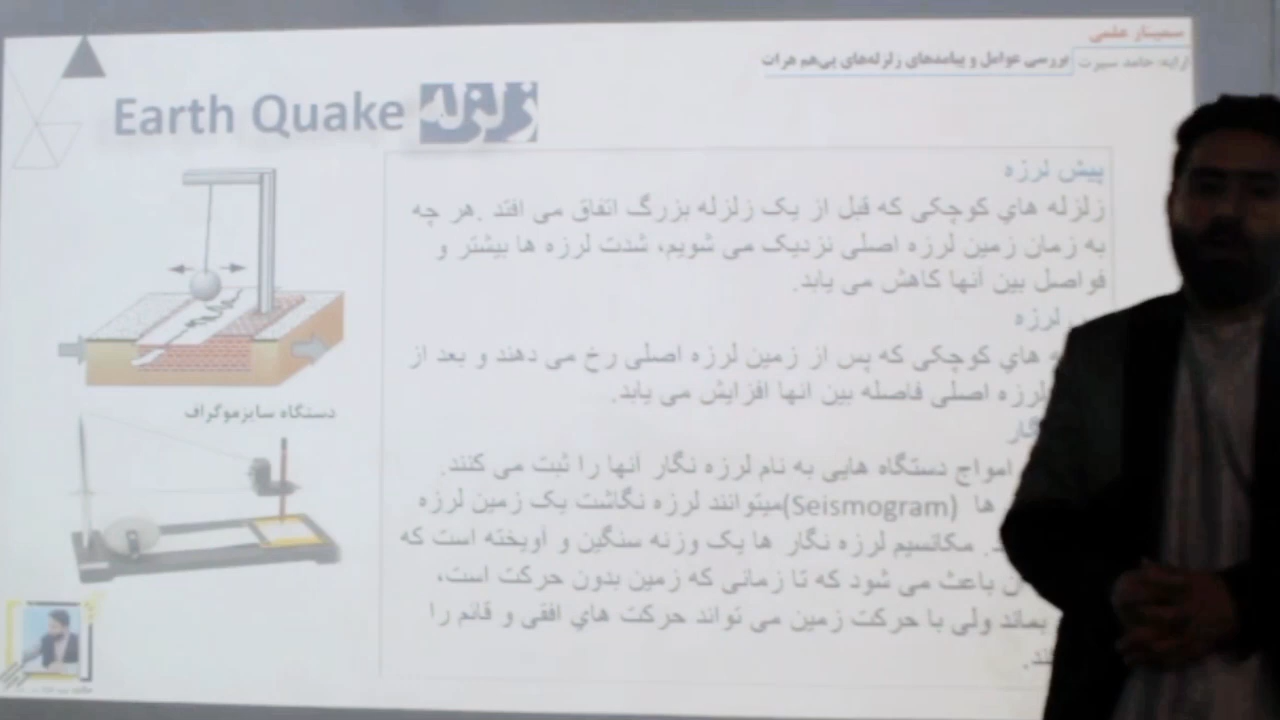 سمینار علمی
ارایه: حامد سیرت
بررسی عوامل و پیامدهای زلزله‌های پی‌هم هرات
Earth Quake زلزله
پیش لرزه
زلزله هاي کوچکی که قبل از یک زلزله بزرگ اتفاق می افتد .هر چه
به زمان زمین لرزه اصلی نزدیک می شویم، شدت لرزه ها بیشتر و
فواصل بین آنها کاهش می یابد.
لرزه
هاي کوچکی که پس از زمین لرزه اصلی رخ می دهند و بعد از
لرزه اصلی فاصله بین انها افزایش می یابد.
امواج دستگاه هایی به نام لرزه نگار آنها را ثبت می کنند.
ها (Seismogram)میتوانند لرزه نگاشت یک زمین لرزه
مکانسیم لرزه نگار ها یک وزنه سنگین و آویخته است که
باعث می شود که تا زمانی که زمین بدون حرکت است،
بماند ولی با حرکت زمین می تواند حرکت هاي افقی و قائم را
دستگاه سایزموگراف